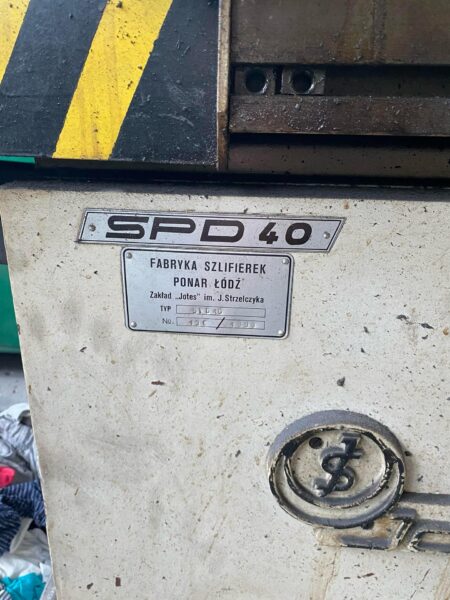 SPD 40
FABRYKA SZLIFIEREK
PONAR ŁÓDŹ
Zakład „Jotes" im. J. Strzelczyka
TYP
No. /